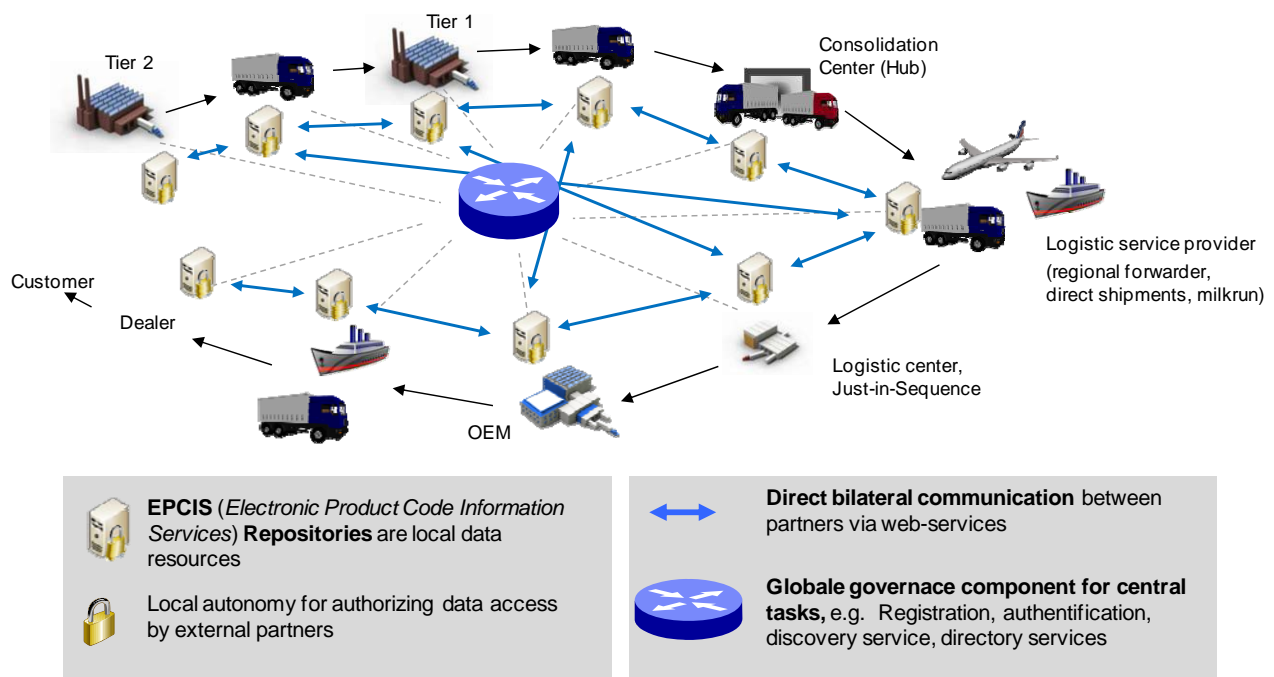 Tier 1
Tier 2
Consolidation
Center (Hub)
Logistic service provider
(regional forwarder,
direct shipments, milkrun)
Customer
Dealer
Logistic center,
Just-in-Sequence
OEM
EPCIS (Electronic Product Code Information
Services) Repositories are local data
resources
Local autonomy for authorizing data access
by external partners
Direct bilateral communication between
partners via web-services
Globale governace component for central
tasks, e.g. Registration, authentification,
discovery service, directory services